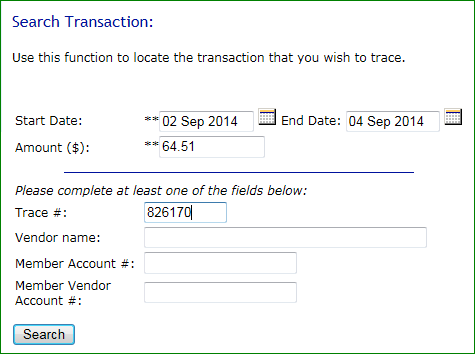 Search Transaction:
Use this function to locate the transaction that you wish to trace.
Start Date: **02 Sep 2014 End Date: 04 Sep 2014
Amount ($): **64.51
Please complete at least one of the fields below:
Trace #: 826170
Vendor name:
Member Account #:
Member Vendor
Account #:
Search